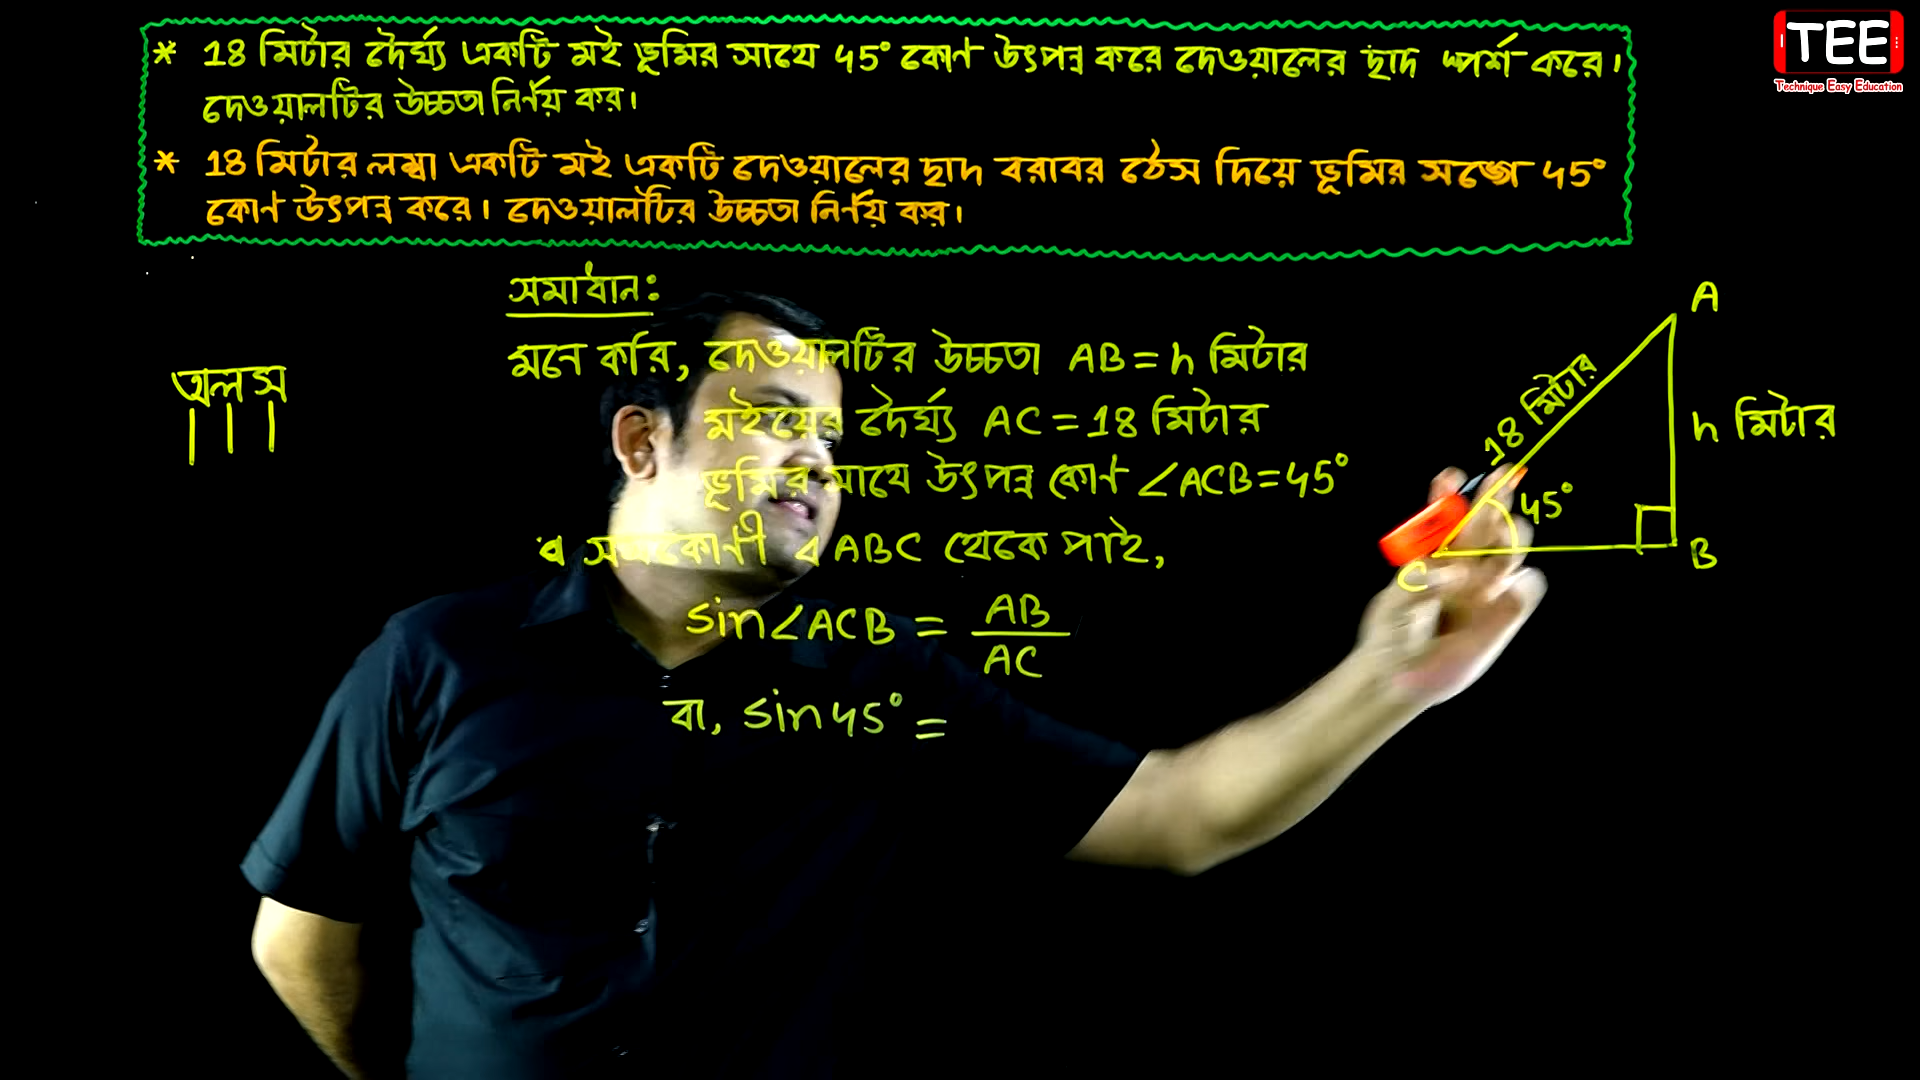 TEE
Technique Easy Education
* 18 মিটার দৈর্ঘ্য একটি মই ভূমির সাথে 45° কোণ উৎপন্ন করে দেওয়ালের ছাদ স্পর্শ করে।
দেওয়ালটির উচ্চতা নির্ণয় কর।
* 18 মিটার লম্বা একটি মই একটি দেওয়ালের ছাদ বরাবর ঠেস দিয়ে ভূমির সঙ্গে 45°
কোণ উৎপন্ন করে। দেওয়ালটির উচ্চতা নির্ণয় কর।
সমাধান:
মনে করি, দেওয়ালটির উচ্চতা AB = h মিটার
মইয়ের দৈর্ঘ্য AC = 18 মিটার
ভূমির সাথে উৎপন্ন কোণ ∠ACB = 45°
সমকোণী ABC থেকে পাই,
sin∠ACB = AB/AC
বা, sin45° =
অলস
A
18 মিটার
h মিটার
45°
B
C